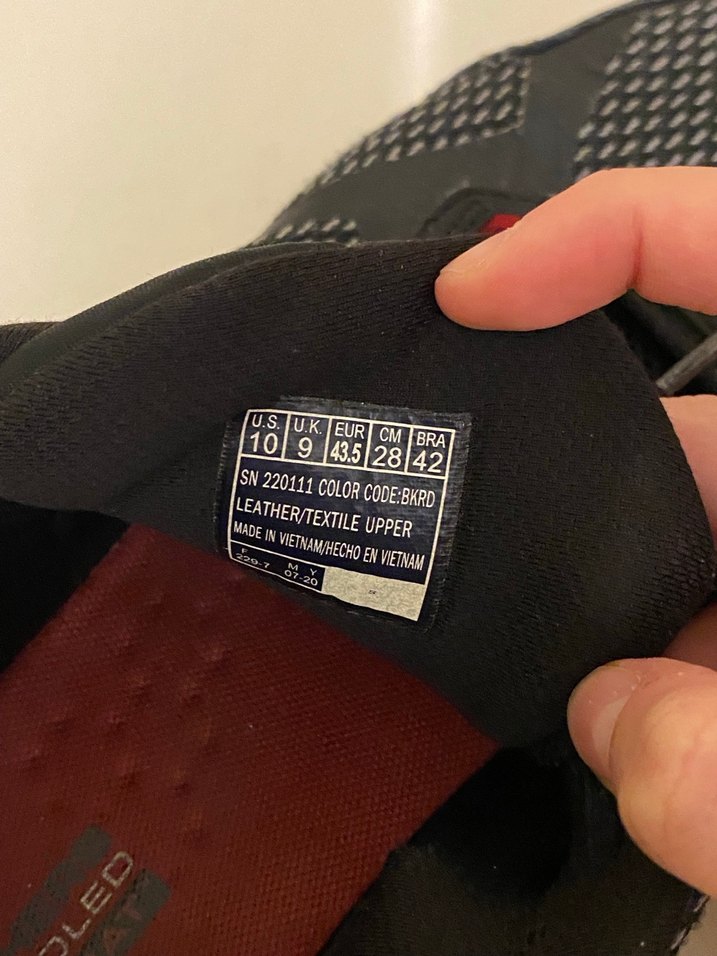 U.S. U.K. EUR CM BRA
10 9 43.5 28 42
SN 220111 COLOR CODE:BKRD
LEATHER/TEXTILE UPPER
MADE IN VIETNAM/HECHO EN VIETNAM
F M Y
220-7 07-20